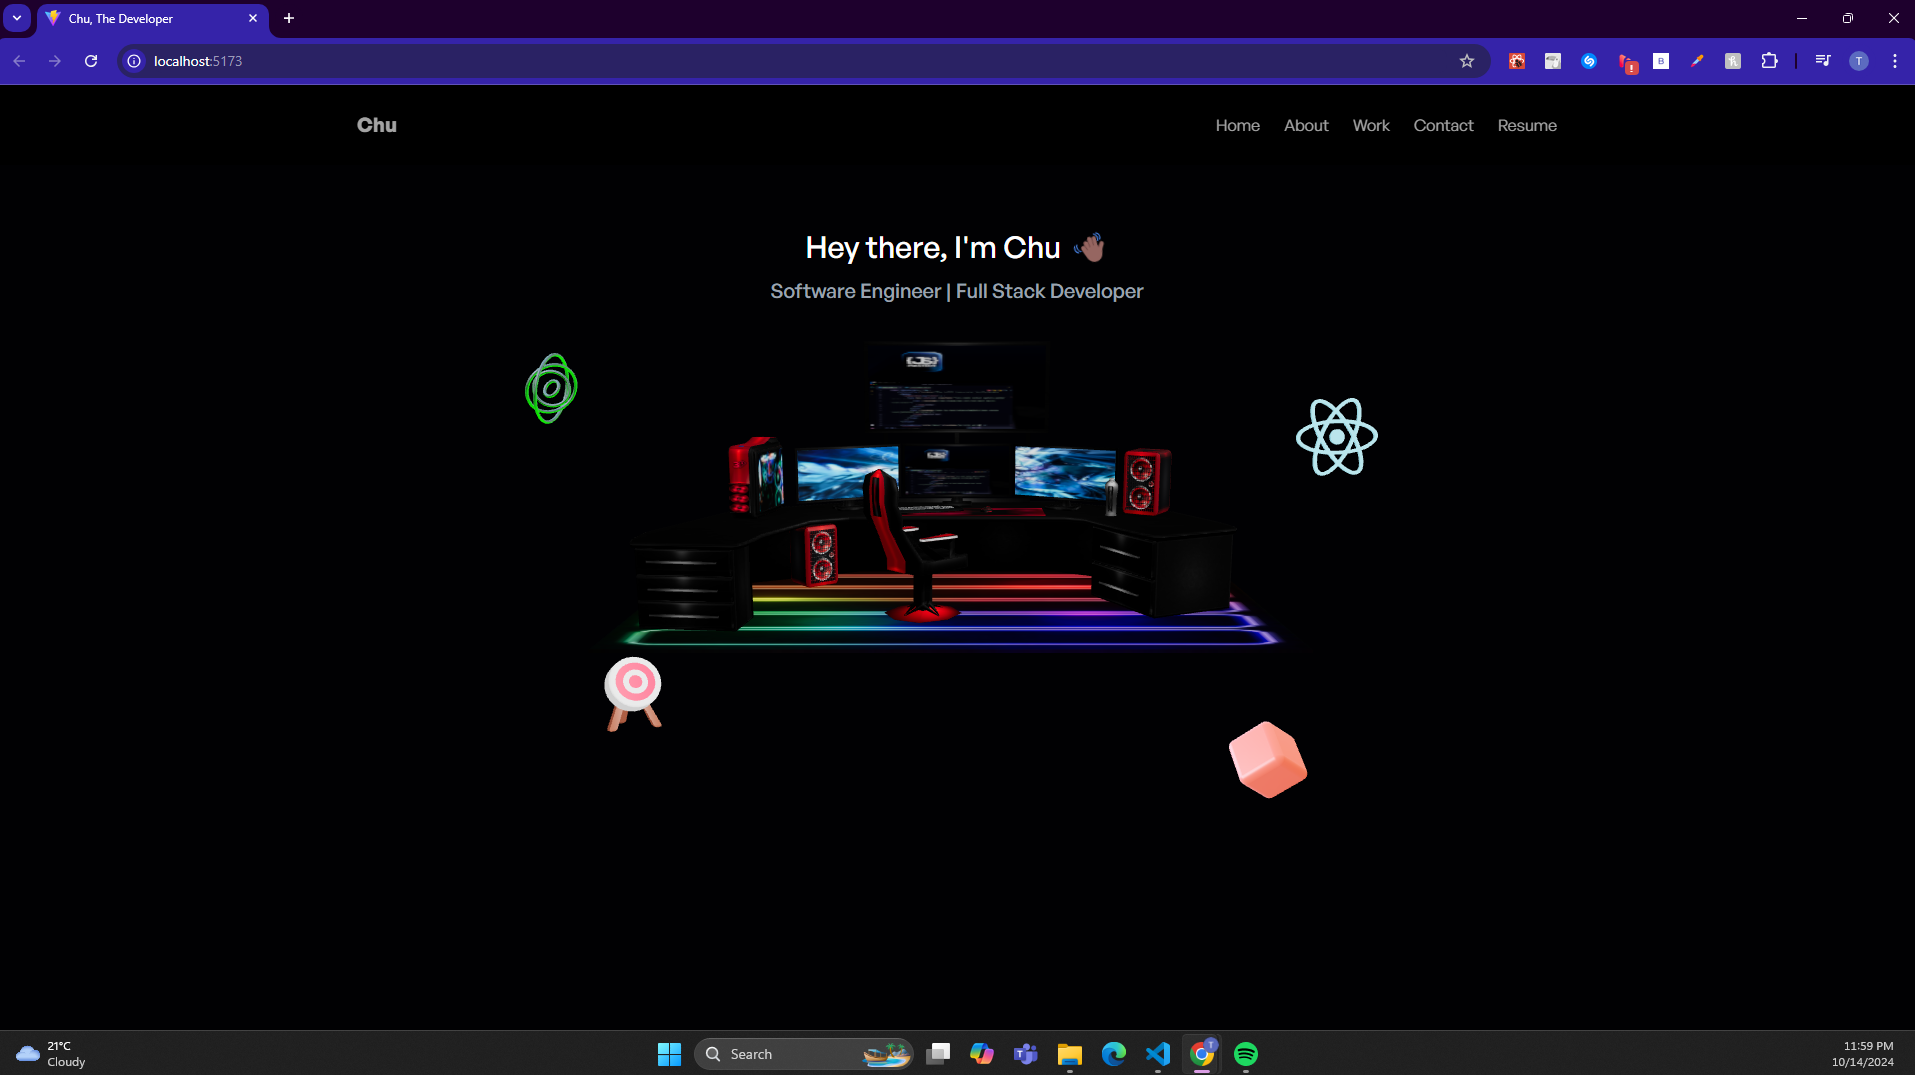 Chu, The Developer
localhost:5173
T
Chu
Home About Work Contact Resume
Hey there, I'm Chu 👋🏾
Software Engineer | Full Stack Developer
21°C
Cloudy
Search
11:59 PM
10/14/2024